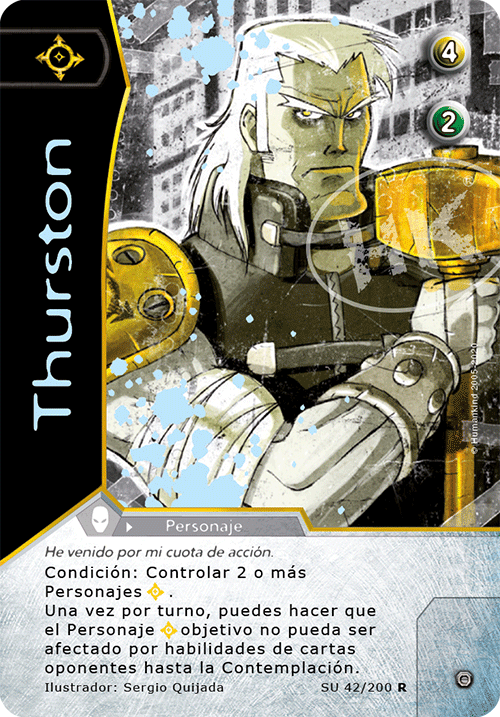 4
2
Thurston
HK
®
© Humankind 2005-2020
Personaje
He venido por mi cuota de acción.
Condición: Controlar 2 o más
Personajes .
Una vez por turno, puedes hacer que
el Personaje objetivo no pueda ser
afectado por habilidades de cartas
oponentes hasta la Contemplación.
Ilustrador: Sergio Quijada SU 42/200 R